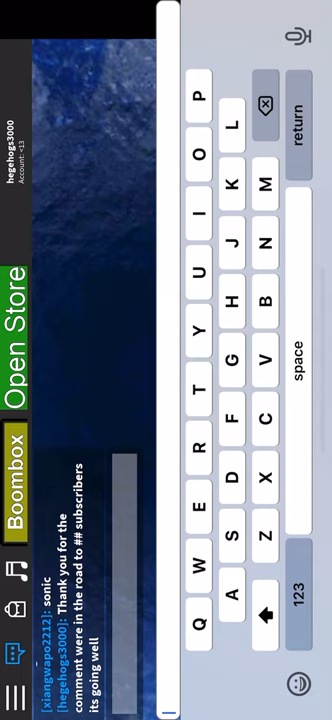 hegehogs3000
Account: <13
Boombox
Open Store
[xiangwapo2212]: sonic
[hegehogs3000]: Thank you for the
comment were in the road to ## subscribers
its going well
Q W E R T Y U I O P
A S D F G H J K L
Z X C V B N M
123
space
return